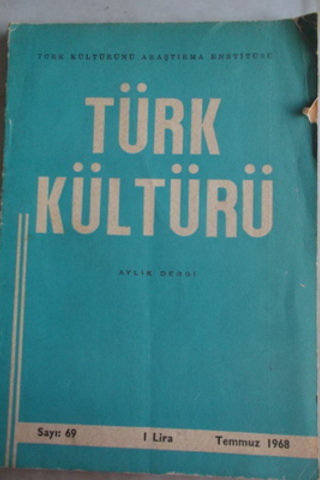 TÜRK KÜLTÜRÜNÜ ARAŞTIRMA ENSTİTÜSÜ
TÜRK
KÜLTÜRÜ
AYLIK DERGİ
Sayı: 69 1 Lira Temmuz 1968